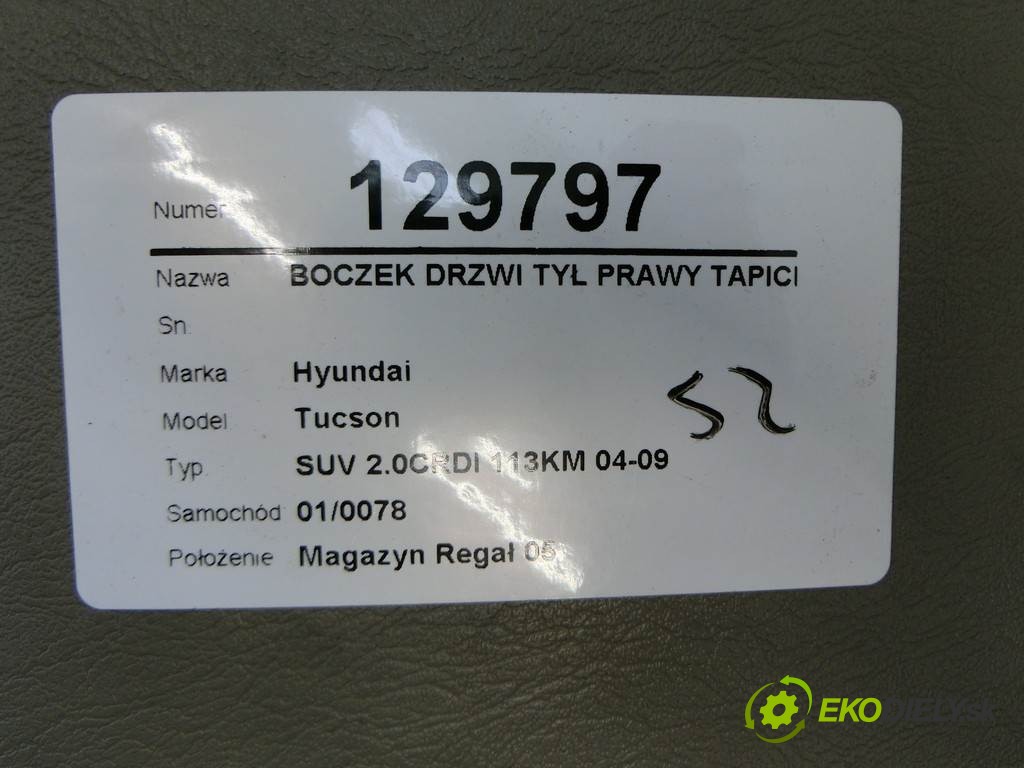 Numer 129797
Nazwa BOCZEK DRZWI TYŁ PRAWY TAPICI
Sn.
Marka Hyundai
Model Tucson
Typ. SUV 2.0CRDI 113KM 04-09
Samochód 01/0078
Położenie Magazyn Regał 05
52
EKODIELY.SK